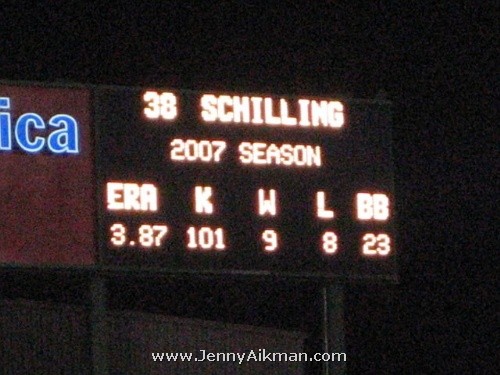 ica
38 SCHILLING
2007 SEASON
ERA K W L BB
3.87 101 9 8 23
www.JennyAikman.com